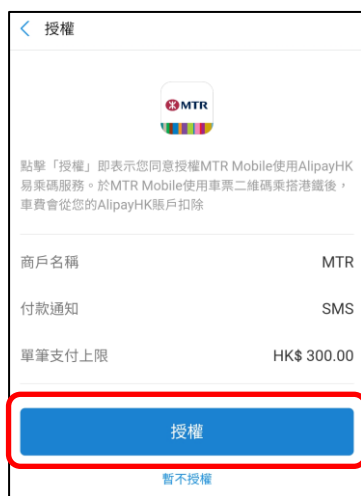 授權
MTR
點擊「授權」即表示您同意授權MTR Mobile使用AlipayHK
易乘碼服務。於MTR Mobile使用車票二維碼乘搭港鐵後，
車費會從您的AlipayHK賬戶扣除
商戶名稱 MTR
付款通知 SMS
單筆支付上限 HK$ 300.00
授權
暫不授權